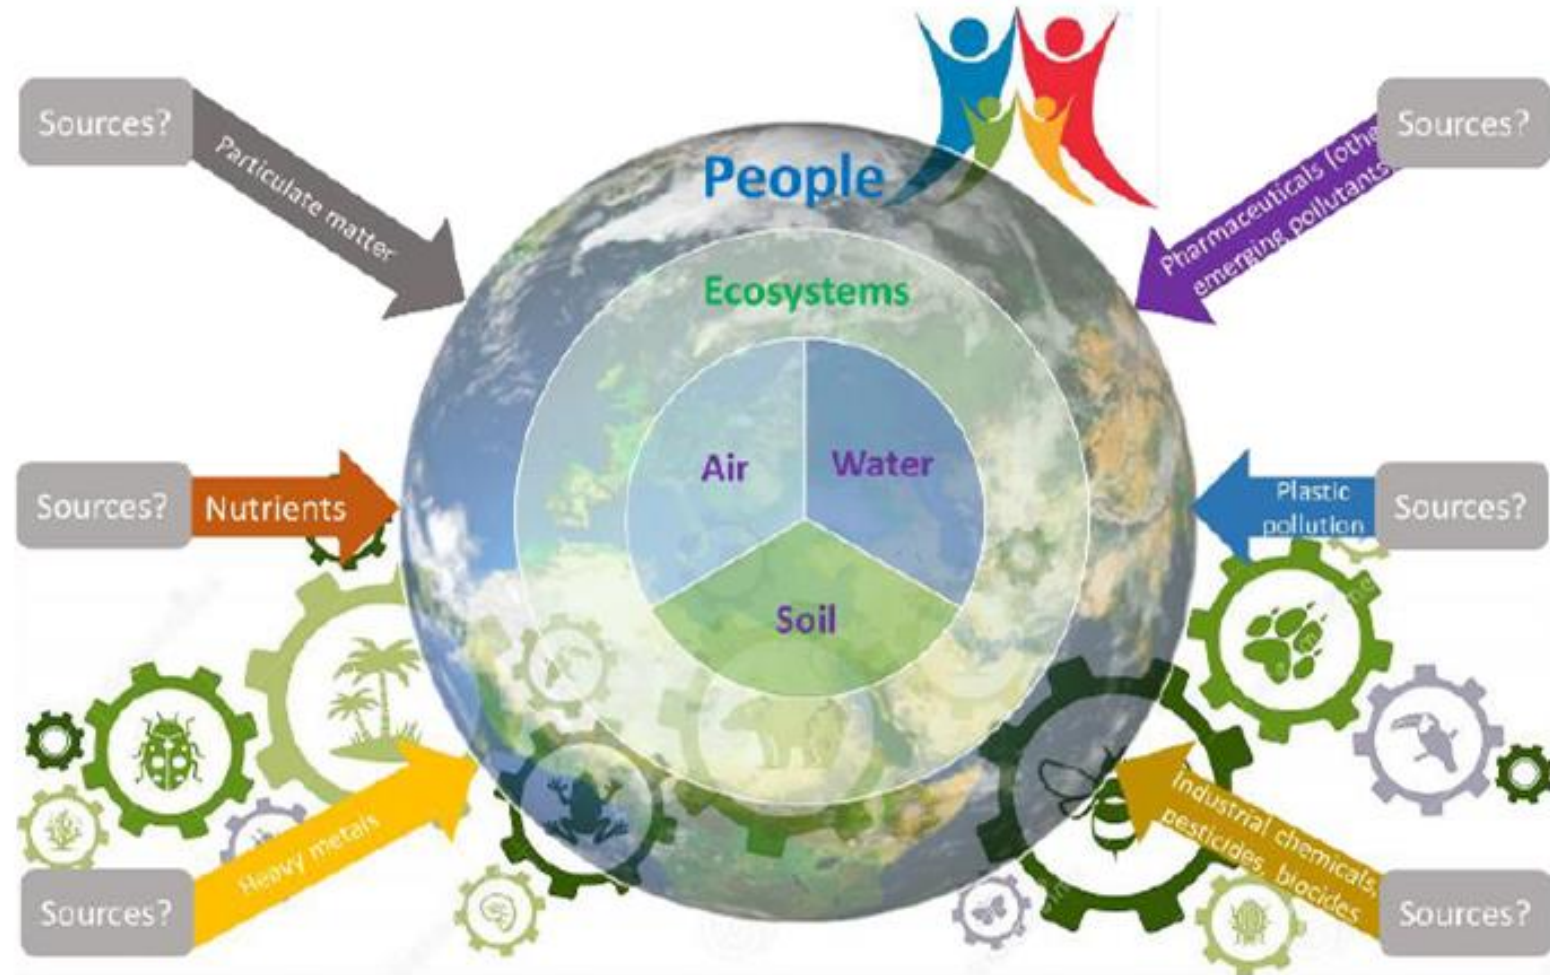 People
Ecosystems
Air
Water
Soil
Sources?
Particulate matter
Sources?
Nutrients
Sources?
Heavy metals
Sources?
Pharmaceuticals (othe
emerging pollutants
Sources?
Plastic
pollution
Sources?
Industrial chemicals,
pesticides, biocides